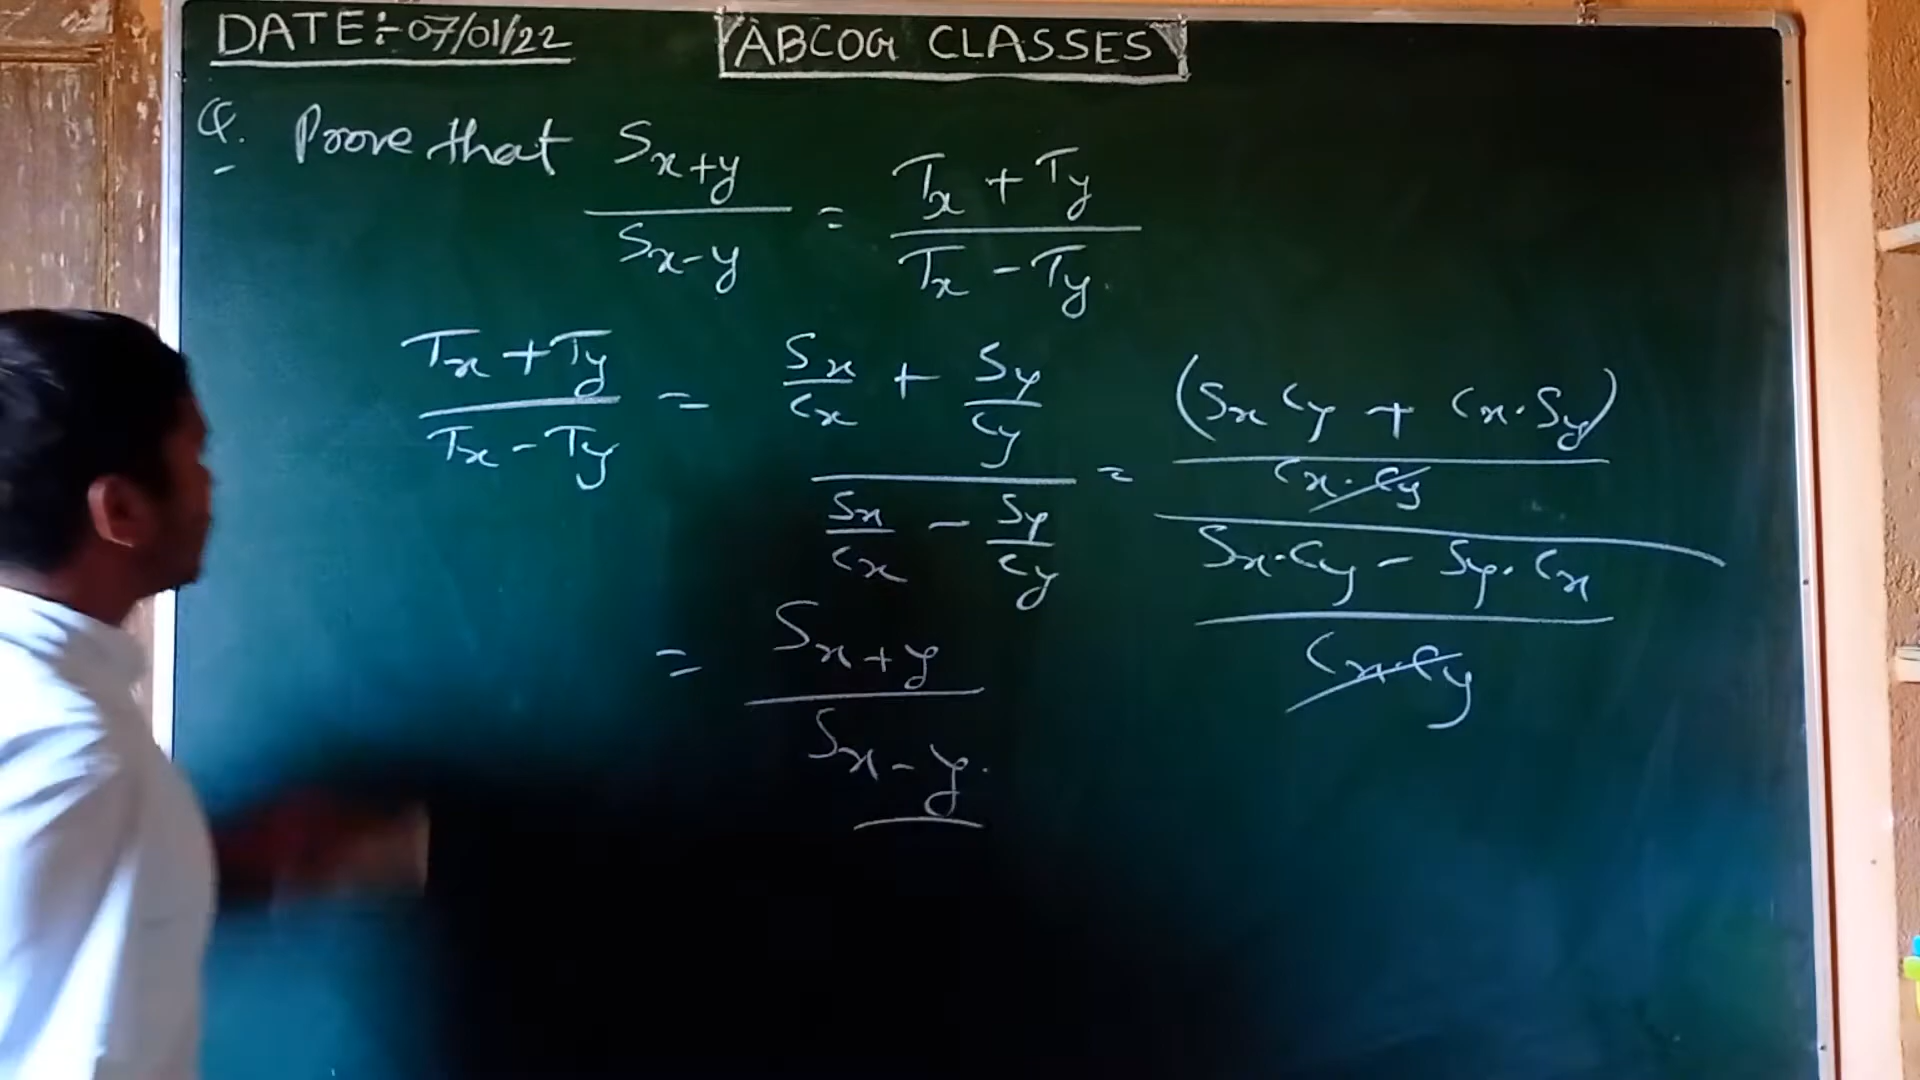 DATE:- 07/01/22
ABCOG CLASSES
Q. Prove that Sx+y / Sx-y = Tx + Ty / Tx - Ty.
Tx + Ty / Tx - Ty = Sx/Cx + Sy/Cy / Sx/Cx - Sy/Cy = (Sx Cy + Cx.Sy) / Cx.Cy / Sx.Cy - Sy.Cx / Cx.Cy
= Sx+y / Sx-y.